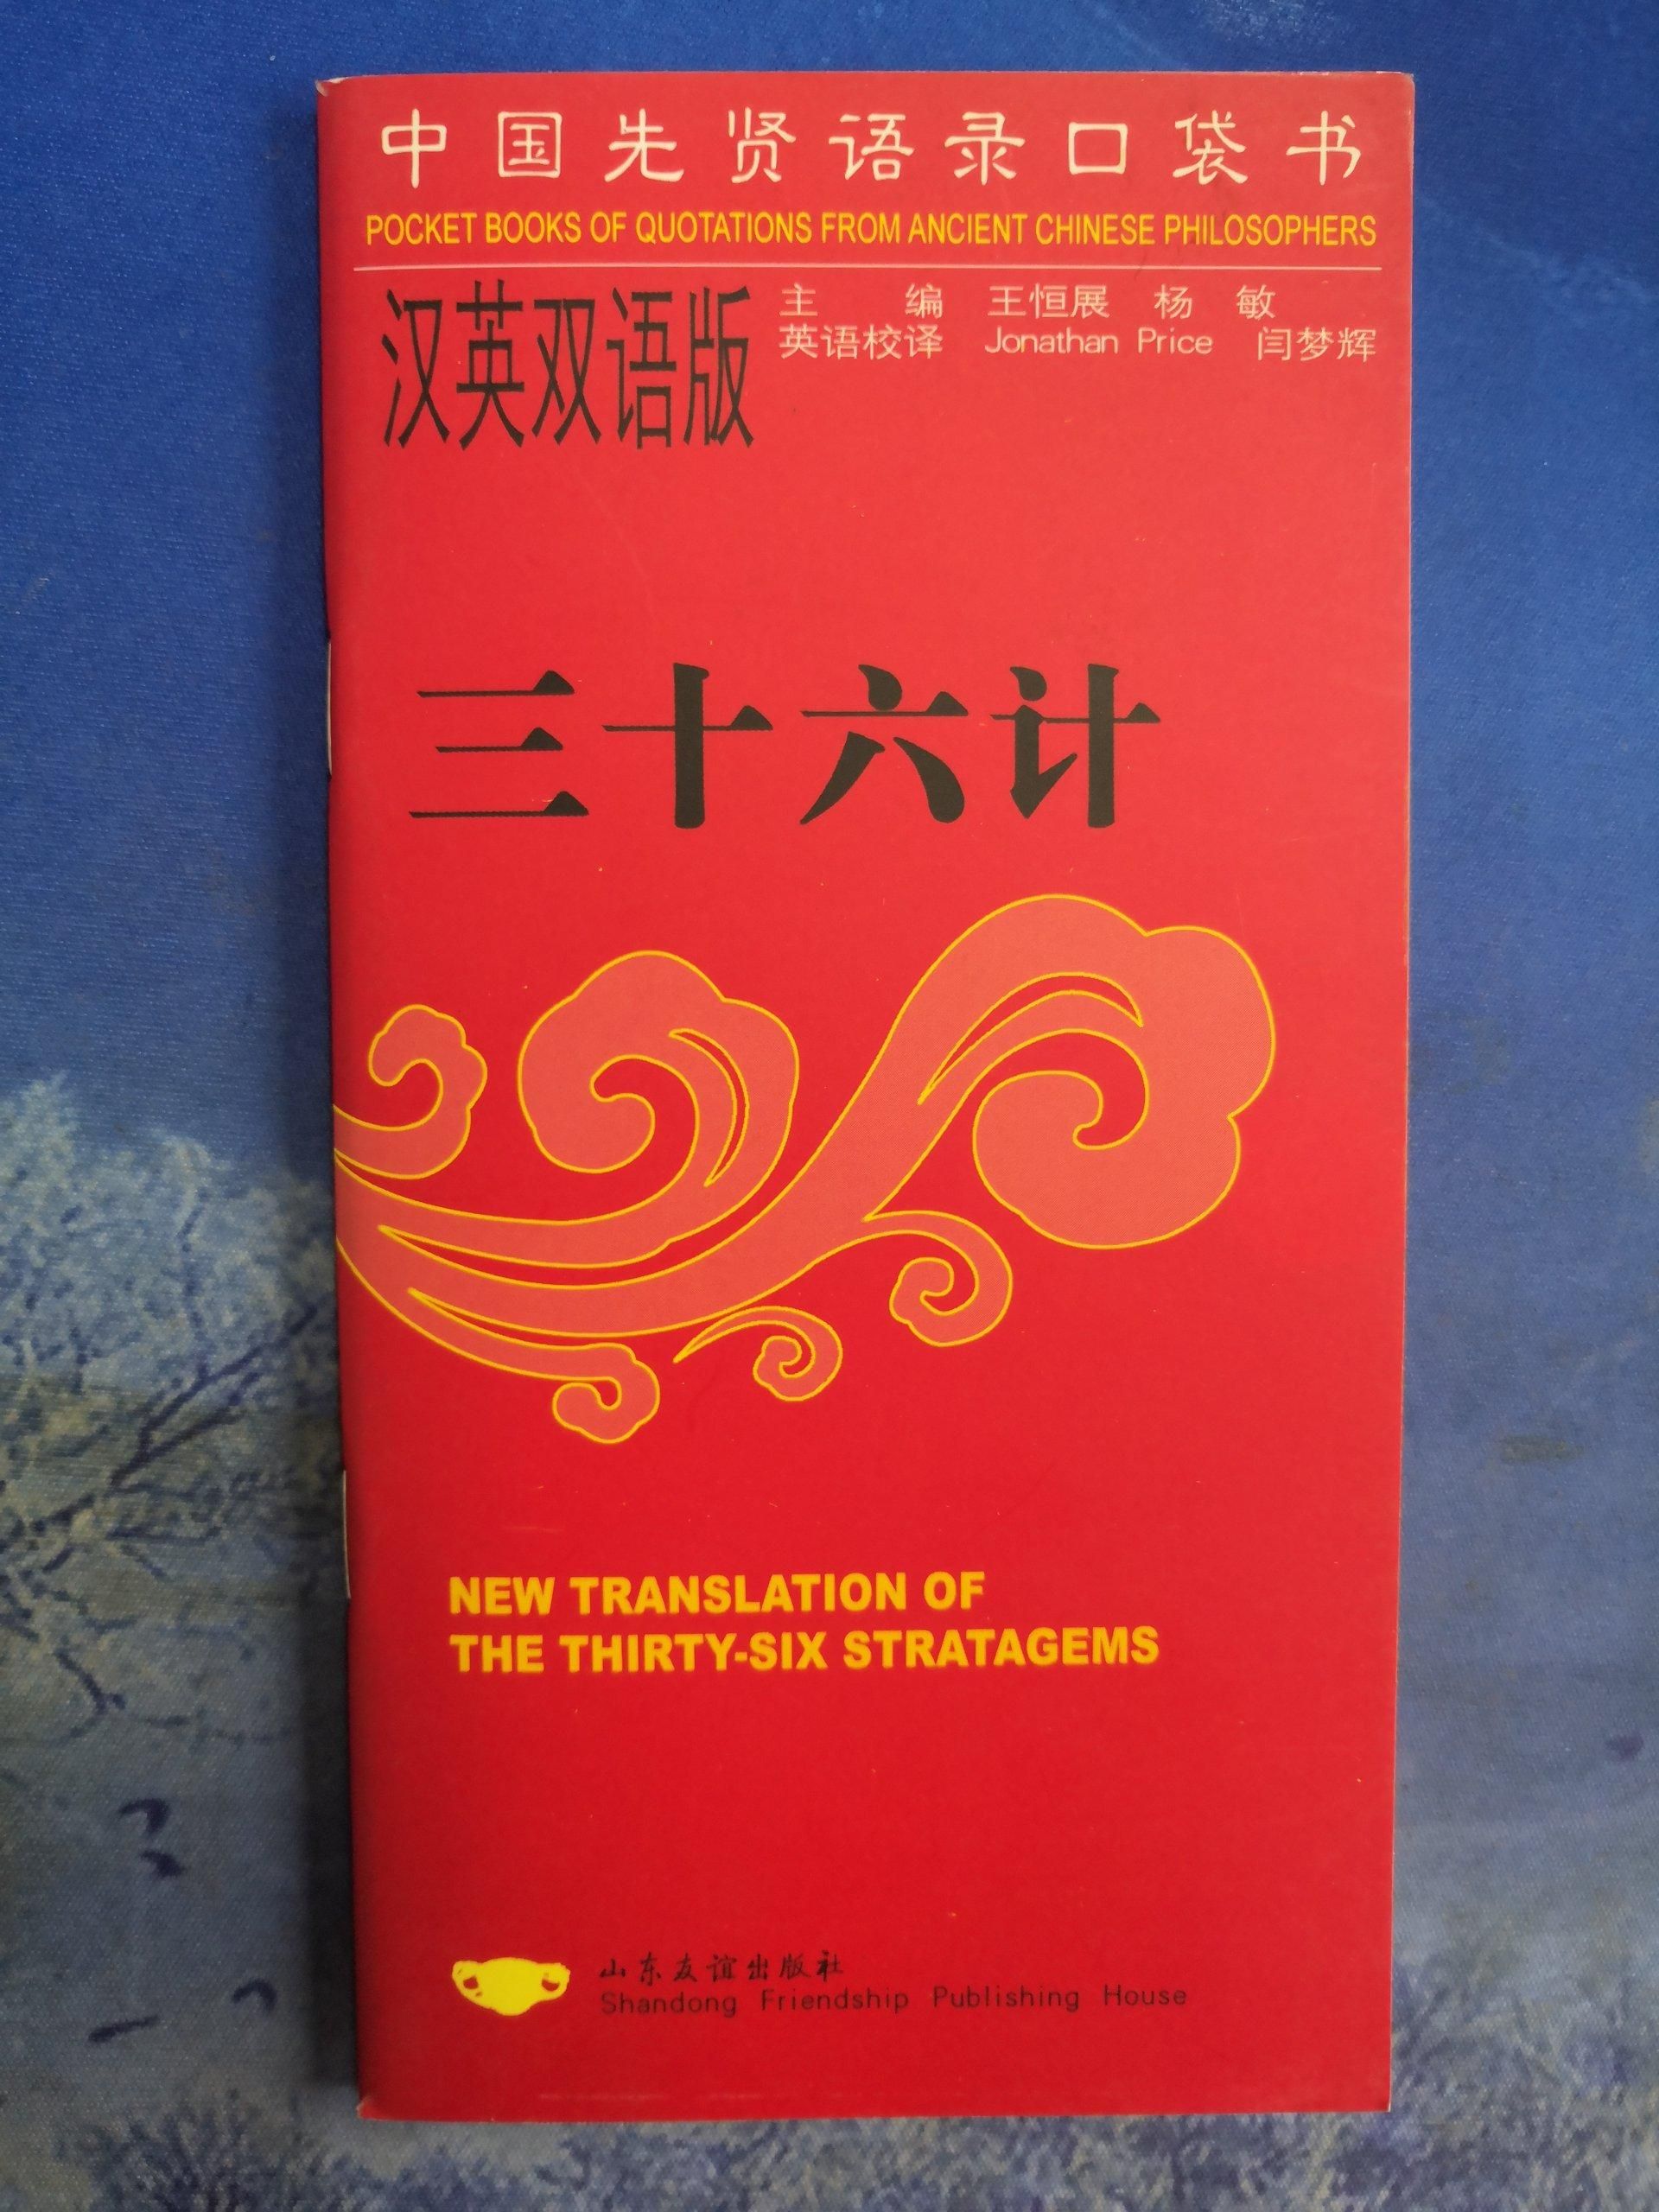 中国先贤语录口袋书
POCKET BOOKS OF QUOTATIONS FROM ANCIENT CHINESE PHILOSOPHERS
汉英双语版
主 编 王恒展 杨 敏
英语校译 Jonathan Price 闫梦辉
三十六计
NEW TRANSLATION OF
THE THIRTY-SIX STRATAGEMS
山东友谊出版社
Shandong Friendship Publishing House